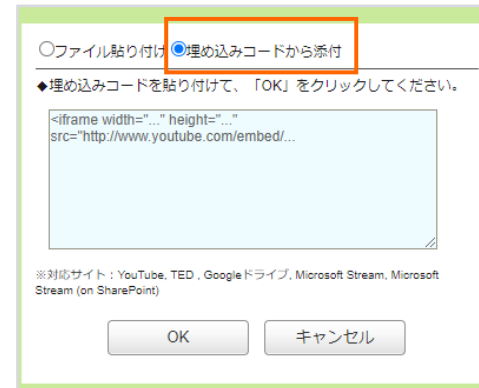 ファイル貼り付け 埋め込みコードから添付
◆埋め込みコードを貼り付けて、「OK」をクリックしてください。
<iframe width="..." height="..."
src="http://www.youtube.com/embed/...
※対応サイト：YouTube, TED , Googleドライブ, Microsoft Stream, Microsoft
Stream (on SharePoint)
OK キャンセル